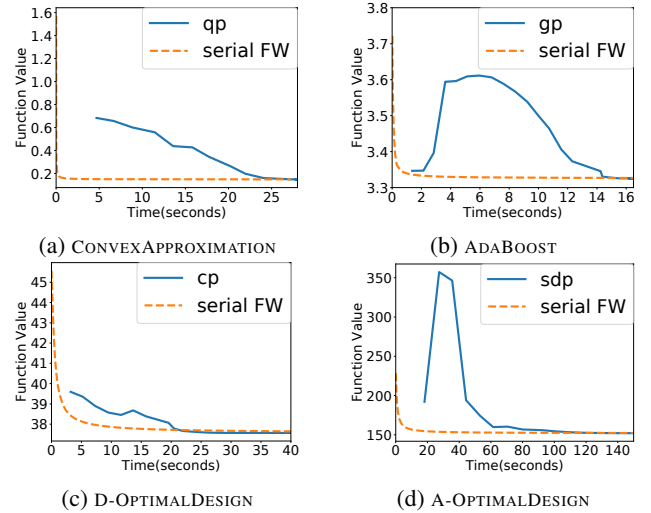 qp
serial FW
Function Value
1.6
1.4
1.2
1.0
0.8
0.6
0.4
0.2
0 5 10 15 20 25
Time(seconds)
(a) CONVEXAPPROXIMATION
gp
serial FW
Function Value
3.8
3.7
3.6
3.5
3.4
3.3
0 2 4 6 8 10 12 14 16
Time(seconds)
(b) ADABOOST
cp
serial FW
Function Value
45
44
43
42
41
40
39
38
0 5 10 15 20 25 30 35 40
Time(seconds)
(c) D-OPTIMALDESIGN
sdp
serial FW
Function Value
350
300
250
200
150
0 20 40 60 80 100 120 140
Time(seconds)
(d) A-OPTIMALDESIGN